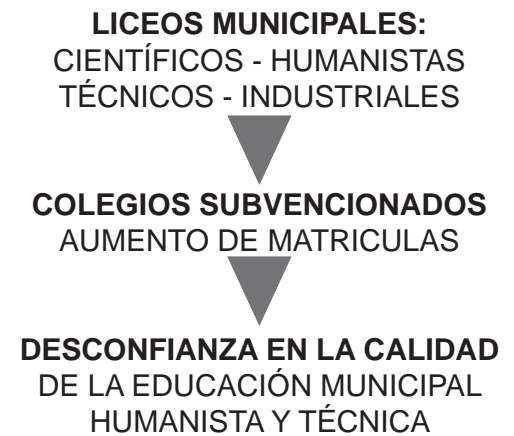 LICEOS MUNICIPALES:
CIENTÍFICOS - HUMANISTAS
TÉCNICOS - INDUSTRIALES
COLEGIOS SUBVENCIONADOS
AUMENTO DE MATRICULAS
DESCONFIANZA EN LA CALIDAD
DE LA EDUCACIÓN MUNICIPAL
HUMANISTA Y TÉCNICA